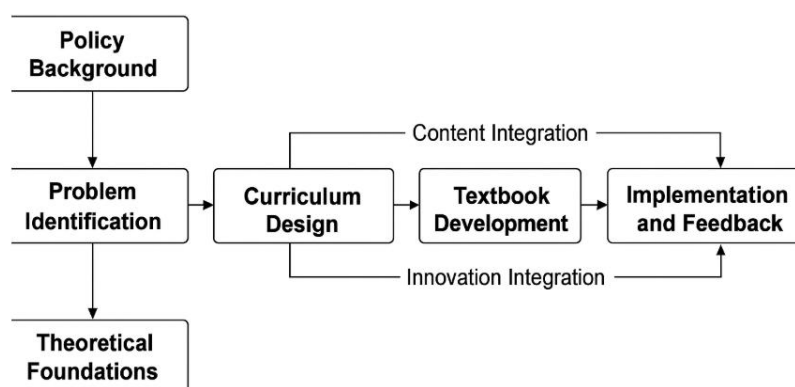 Policy
Background
Content Integration
Problem
Identification
Curriculum
Design
Textbook
Development
Implementation
and Feedback
Innovation Integration
Theoretical
Foundations